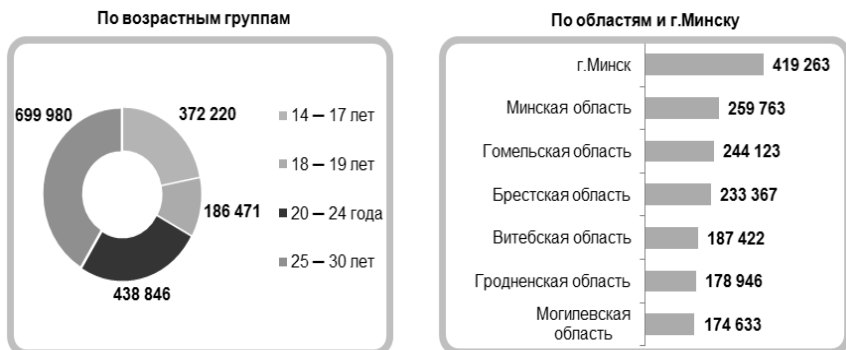 По возрастным группам
699 980
372 220
186 471
438 846
14 – 17 лет
18 – 19 лет
20 – 24 года
25 – 30 лет
По областям и г.Минску
г.Минск 419 263
Минская область 259 763
Гомельская область 244 123
Брестская область 233 367
Витебская область 187 422
Гродненская область 178 946
Могилевская
область 174 633